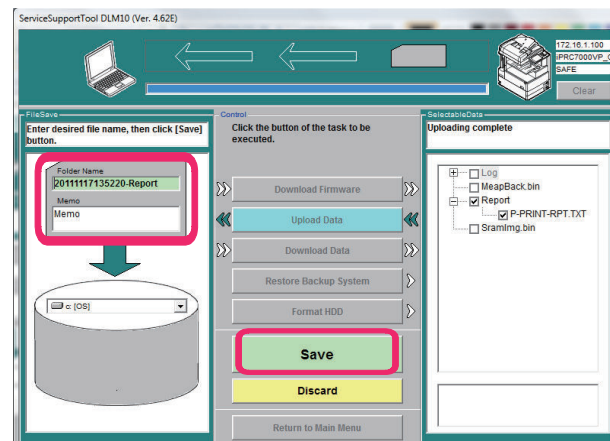 ServiceSupportTool DLM10 (Ver. 4.62E)
172.16.1.100
iPRC7000VP_
SAFE
Clear
FileSave
Enter desired file name, then click [Save]
button.
Folder Name
20111117135220-Report
Memo
Memo
c: [OS]
Control
Click the button of the task to be
executed.
Download Firmware
Upload Data
Download Data
Restore Backup System
Format HDD
Save
Discard
Return to Main Menu
SelectableData
Uploading complete
Log
MeapBack.bin
Report
P-PRINT-RPT.TXT
SramImg.bin